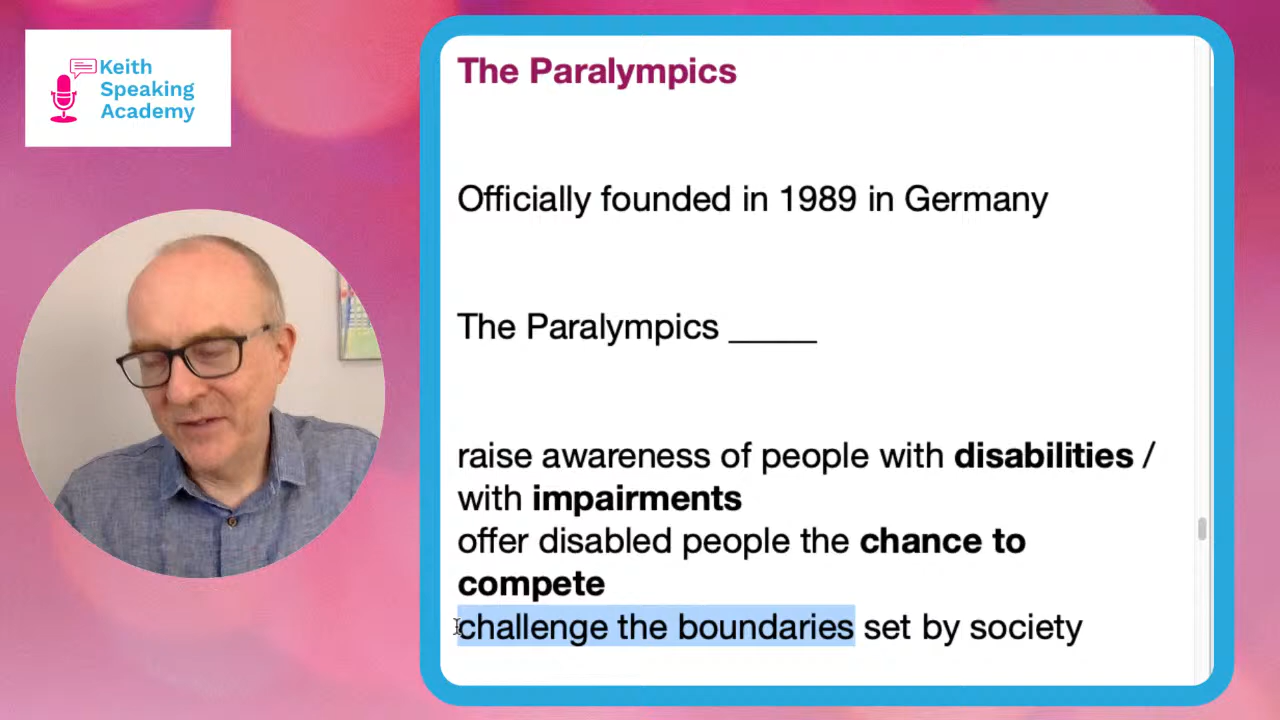 Keith
Speaking
Academy
The Paralympics
Officially founded in 1989 in Germany
The Paralympics _____
raise awareness of people with disabilities /
with impairments
offer disabled people the chance to
compete
challenge the boundaries set by society